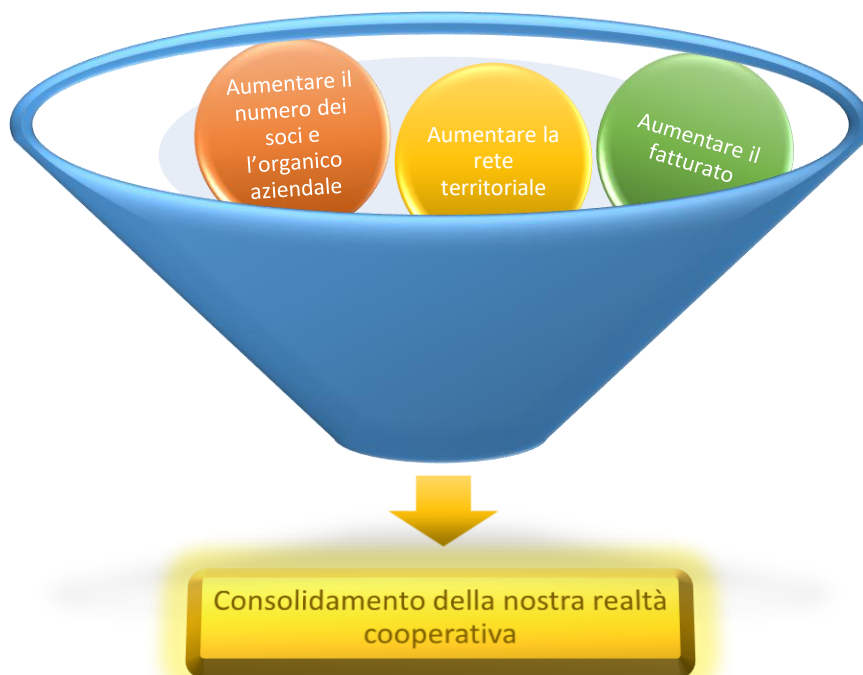 Aumentare il
numero dei
soci e
l’organico
aziendale
Aumentare la
rete
territoriale
Aumentare il
fatturato
Consolidamento della nostra realtà
cooperativa